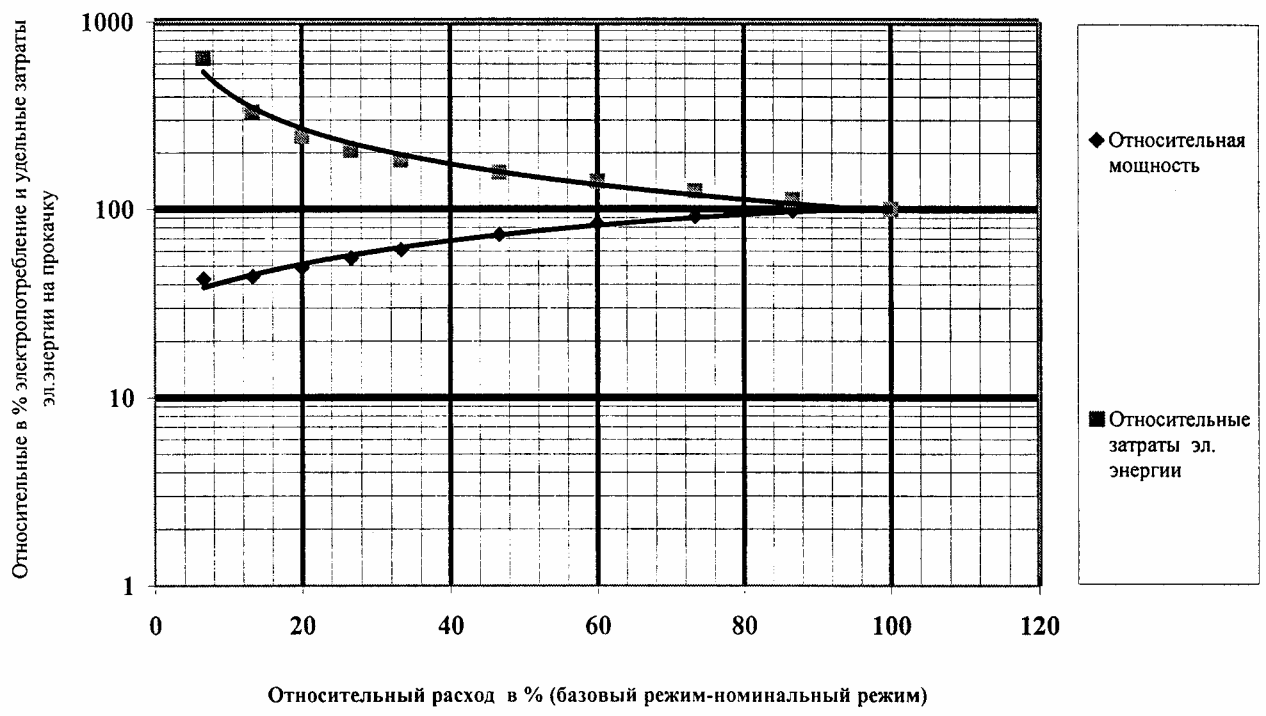 Относительные в % электропотребление и удельные затраты
эл.энергии на прокачку
1000
100
10
1
0
20
40
60
80
100
120
Относительный расход в % (базовый режим-номинальный режим)
Относительная
мощность
Относительные
затраты эл.
энергии